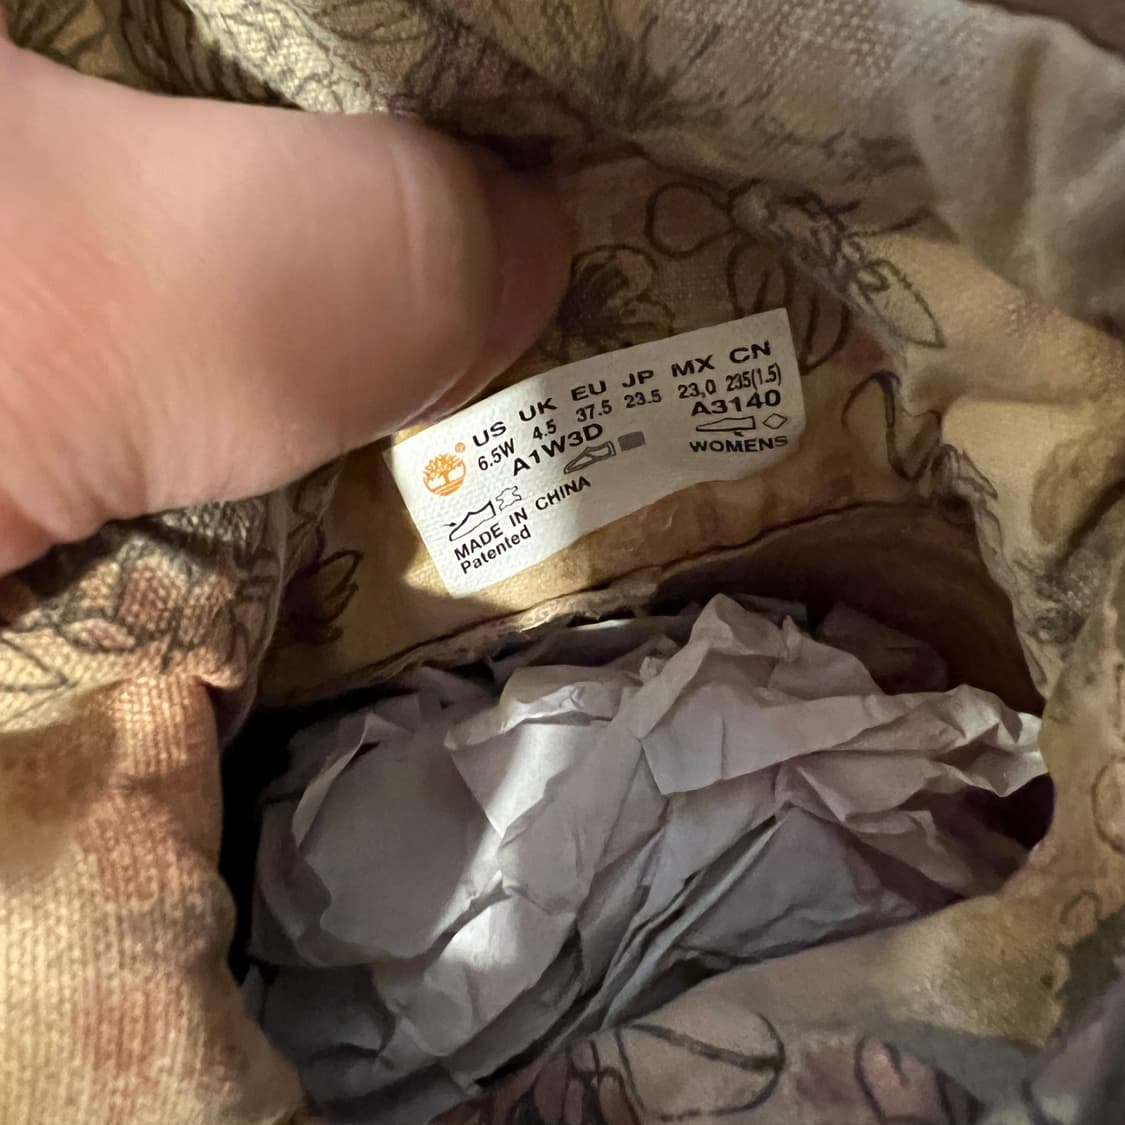 US UK EU JP MX CN
6.5W 4.5 37.5 23.5 23,0 235(1.5)
A1W3D A3140
WOMENS
MADE IN CHINA
Patented